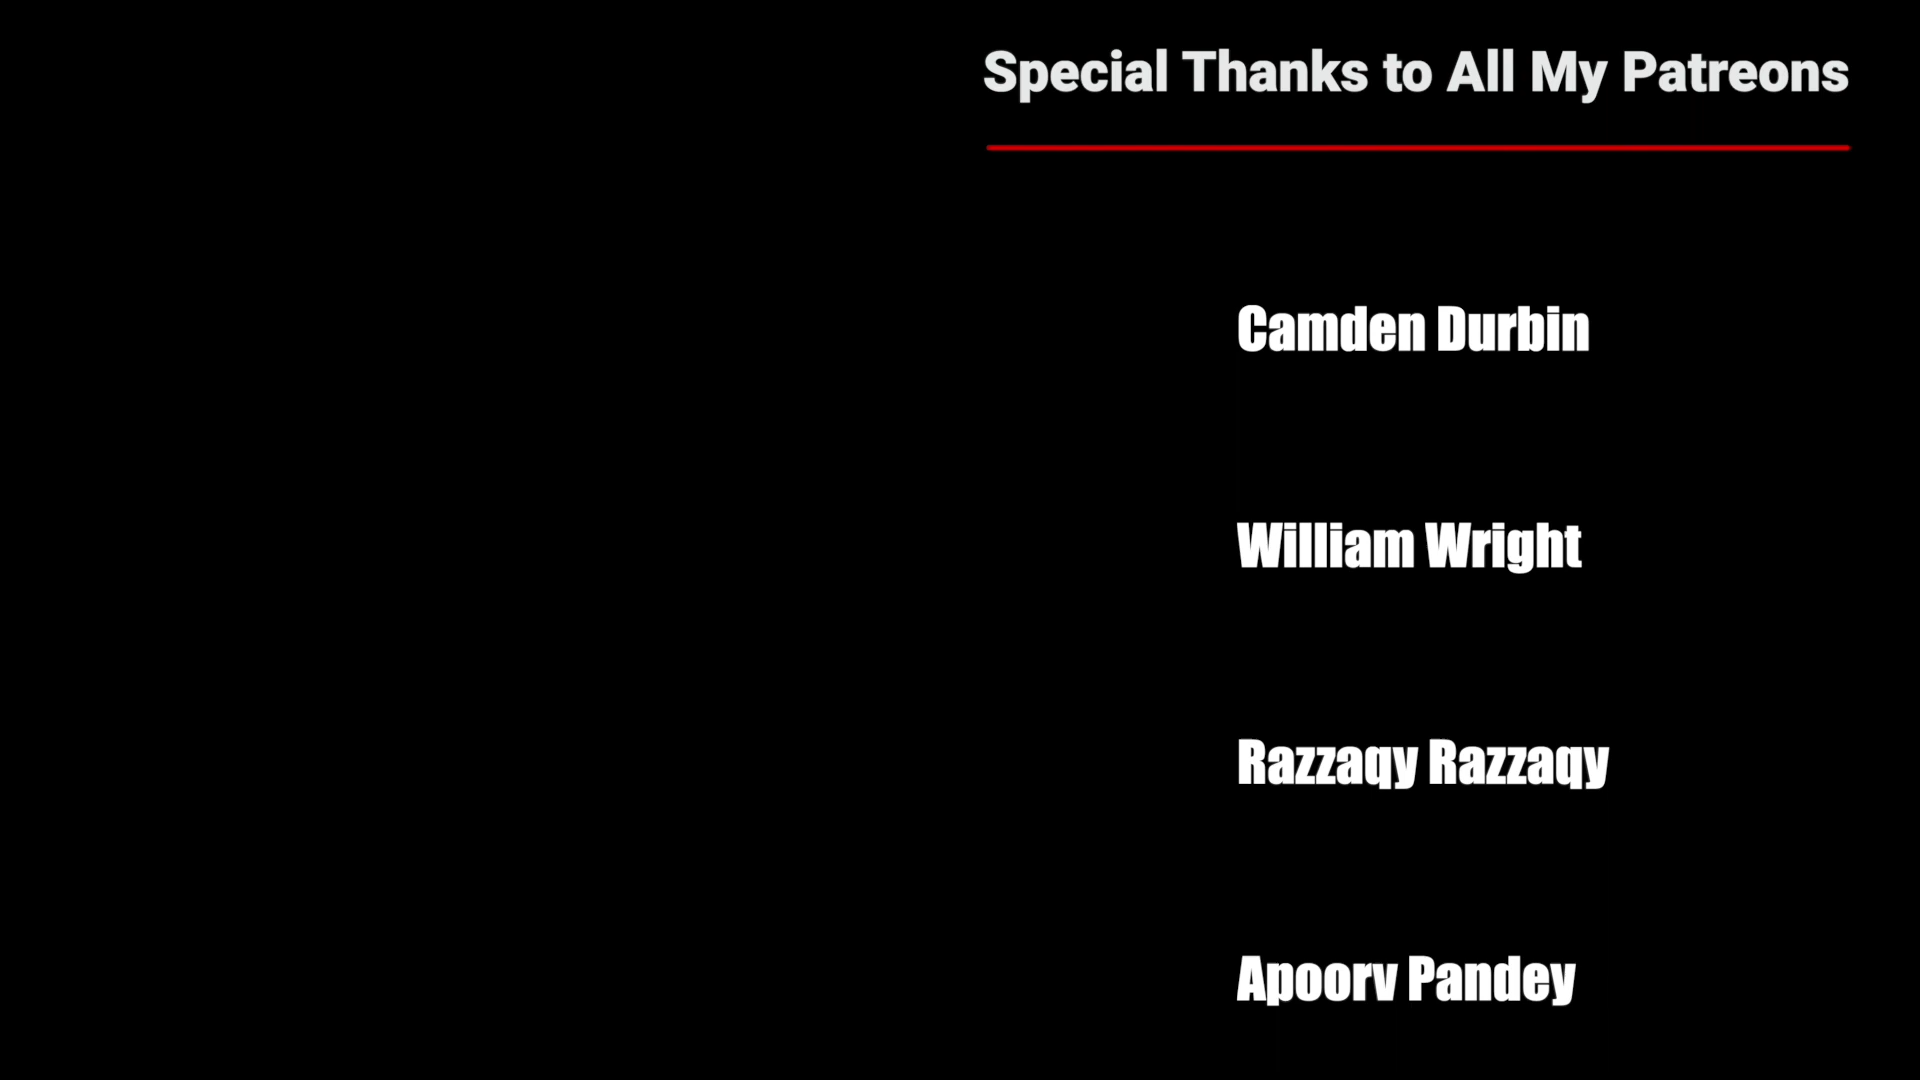 Special Thanks to All My Patreons
Camden Durbin
William Wright
Razzaqy Razzaqy
Apoorv Pandey